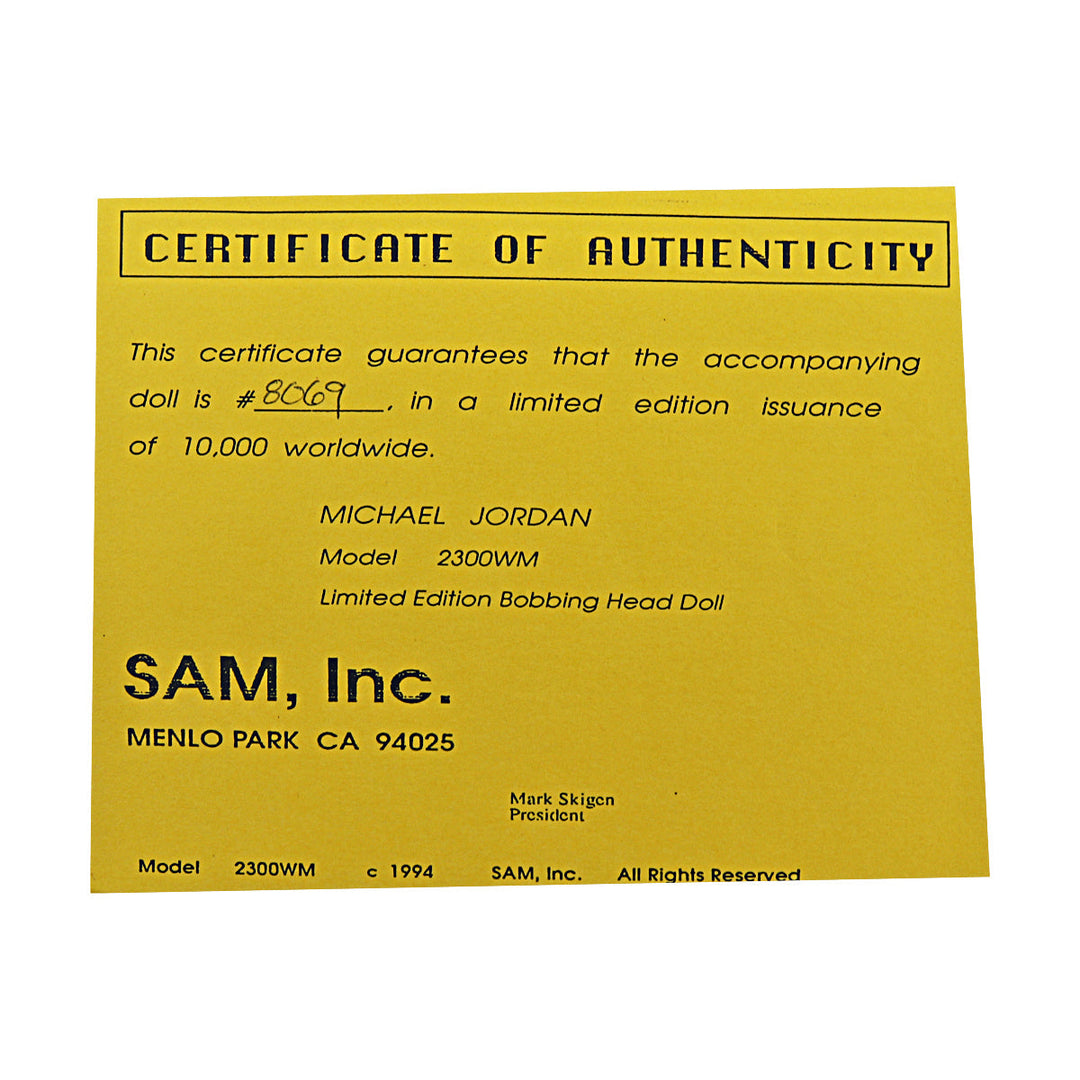 CERTIFICATE OF AUTHENTICITY
This certificate guarantees that the accompanying
doll is #8069, in a limited edition issuance
of 10,000 worldwide.
MICHAEL JORDAN
Model 2300WM
Limited Edition Bobbing Head Doll
SAM, Inc.
MENLO PARK CA 94025
Mark Skigen
President
Model 2300WM c 1994 SAM, Inc. All Rights Reserved